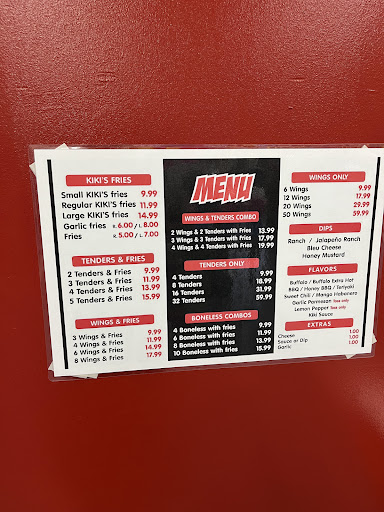 KIKI'S FRIES
Small KIKI'S fries 9.99
Regular KIKI'S fries 11.99
Large KIKI'S fries 14.99
Garlic fries R. 6.00 / L. 8.00
Fries R. 5.00 / L. 7.00
TENDERS & FRIES
2 Tenders & Fries 9.99
3 Tenders & Fries 11.99
4 Tenders & Fries 13.99
5 Tenders & Fries 15.99
WINGS & FRIES
3 Wings & Fries 9.99
4 Wings & Fries 11.99
6 Wings & Fries 14.99
8 Wings & Fries 17.99
MENU
WINGS & TENDERS COMBO
2 Wings & 2 Tenders with Fries 13.99
3 Wings & 3 Tenders with Fries 17.99
4 Wings & 4 Tenders with Fries 19.99
TENDERS ONLY
4 Tenders 9.99
8 Tenders 18.99
16 Tenders 31.99
32 Tenders 59.99
BONELESS COMBOS
4 Boneless with fries 9.99
6 Boneless with fries 11.99
8 Boneless with fries 13.99
10 Boneless with fries 15.99
WINGS ONLY
6 Wings 9.99
12 Wings 17.99
20 Wings 29.99
50 Wings 59.99
DIPS
Ranch / Jalapeño Ranch
Bleu Cheese
Honey Mustard
FLAVORS
Buffalo / Buffalo Extra Hot
BBQ / Honey BBQ / Teriyaki
Sweet Chili / Mango Habanero
Garlic Parmesan
Lemon Pepper
Kiki Sauce
EXTRAS
Cheese 1.00
Sauce or Dip 1.00
Garlic 1.00